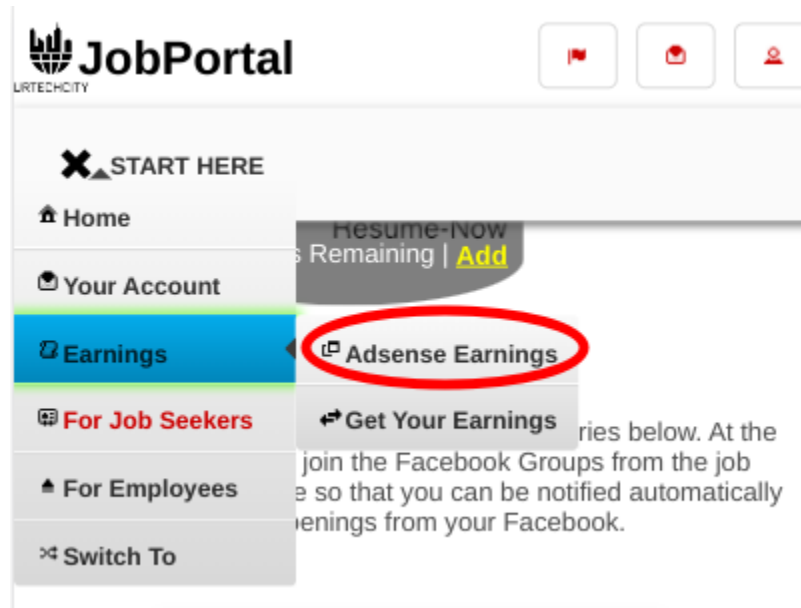 JobPortal
URTECHCITY
START HERE
Home
Resume-Now
s Remaining | Add
Your Account
Earnings
Adsense Earnings
For Job Seekers
Get Your Earnings
ries below. At the
join the Facebook Groups from the job
For Employees
e so that you can be notified automatically
enings from your Facebook.
Switch To